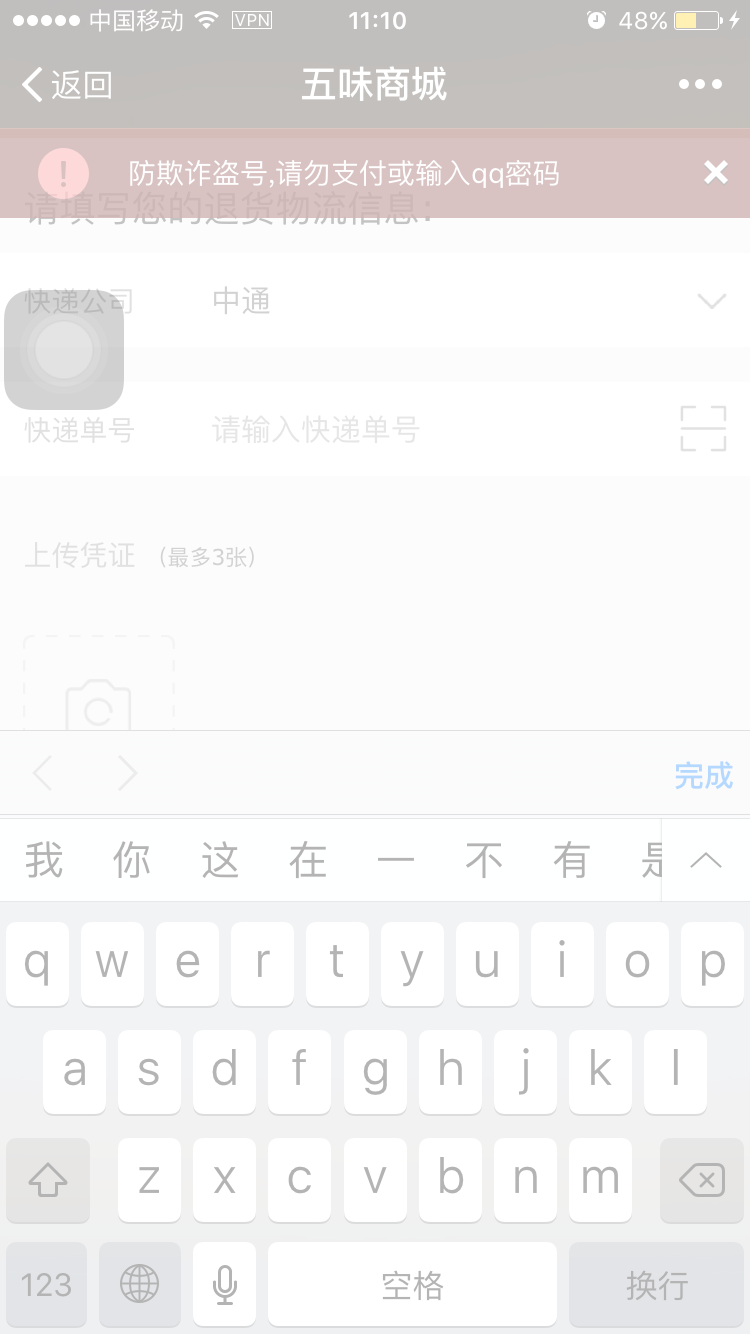 中国移动 VPN 11:10 48%
返回 五味商城
防欺诈盗号,请勿支付或输入qq密码
请填写您的退货物流信息：
快递公司 中通
快递单号 请输入快递单号
上传凭证 （最多3张）
完成
我 你 这 在 一 不 有 是
q w e r t y u i o p
a s d f g h j k l
z x c v b n m
123 空格 换行